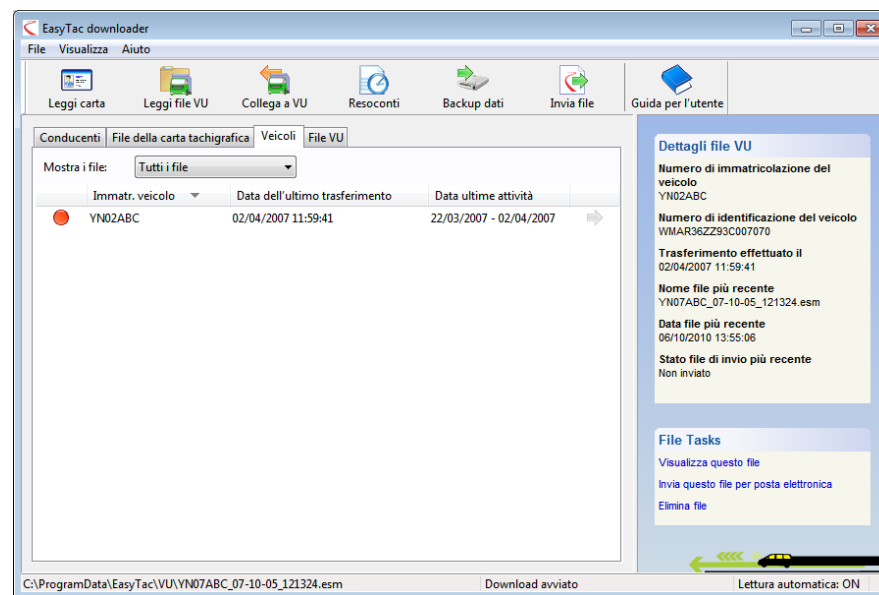 EasyTac downloader
File Visualizza Aiuto
Leggi carta Leggi file VU Collega a VU Resoconti Backup dati Invia file Guida per l'utente
Conducenti File della carta tachigrafica Veicoli File VU
Mostra i file: Tutti i file
Immatr. veicolo Data dell'ultimo trasferimento Data ultime attività
YN02ABC 02/04/2007 11:59:41 22/03/2007 - 02/04/2007
Dettagli file VU
Numero di immatricolazione del
veicolo
YN02ABC
Numero di identificazione del veicolo
WMAR36ZZ93C007070
Trasferimento effettuato il
02/04/2007 11:59:41
Nome file più recente
YN07ABC_07-10-05_121324.esm
Data file più recente
06/10/2010 13:55:06
Stato file di invio più recente
Non inviato
File Tasks
Visualizza questo file
Invia questo file per posta elettronica
Elimina file
C:\ProgramData\EasyTac\VU\YN07ABC_07-10-05_121324.esm Download avviato Lettura automatica: ON